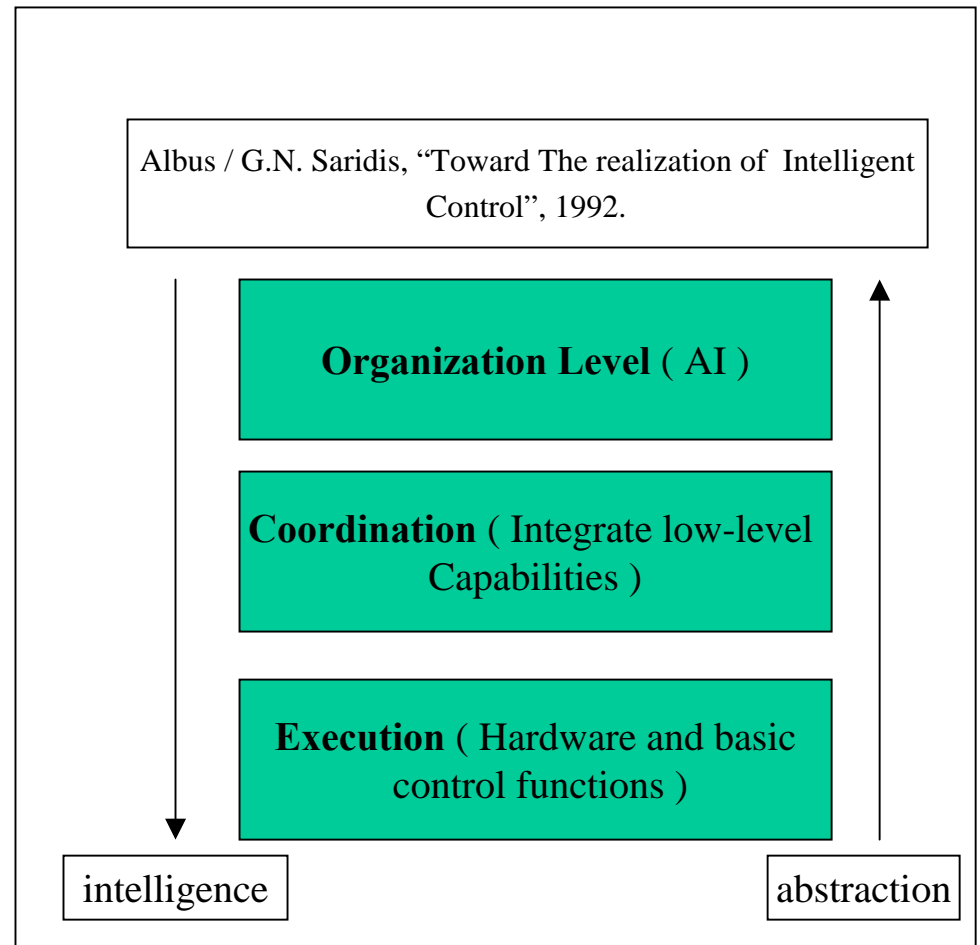 Albus / G.N. Saridis, “Toward The realization of Intelligent
Control”, 1992.
Organization Level ( AI )
Coordination ( Integrate low-level
Capabilities )
Execution ( Hardware and basic
control functions )
intelligence
abstraction